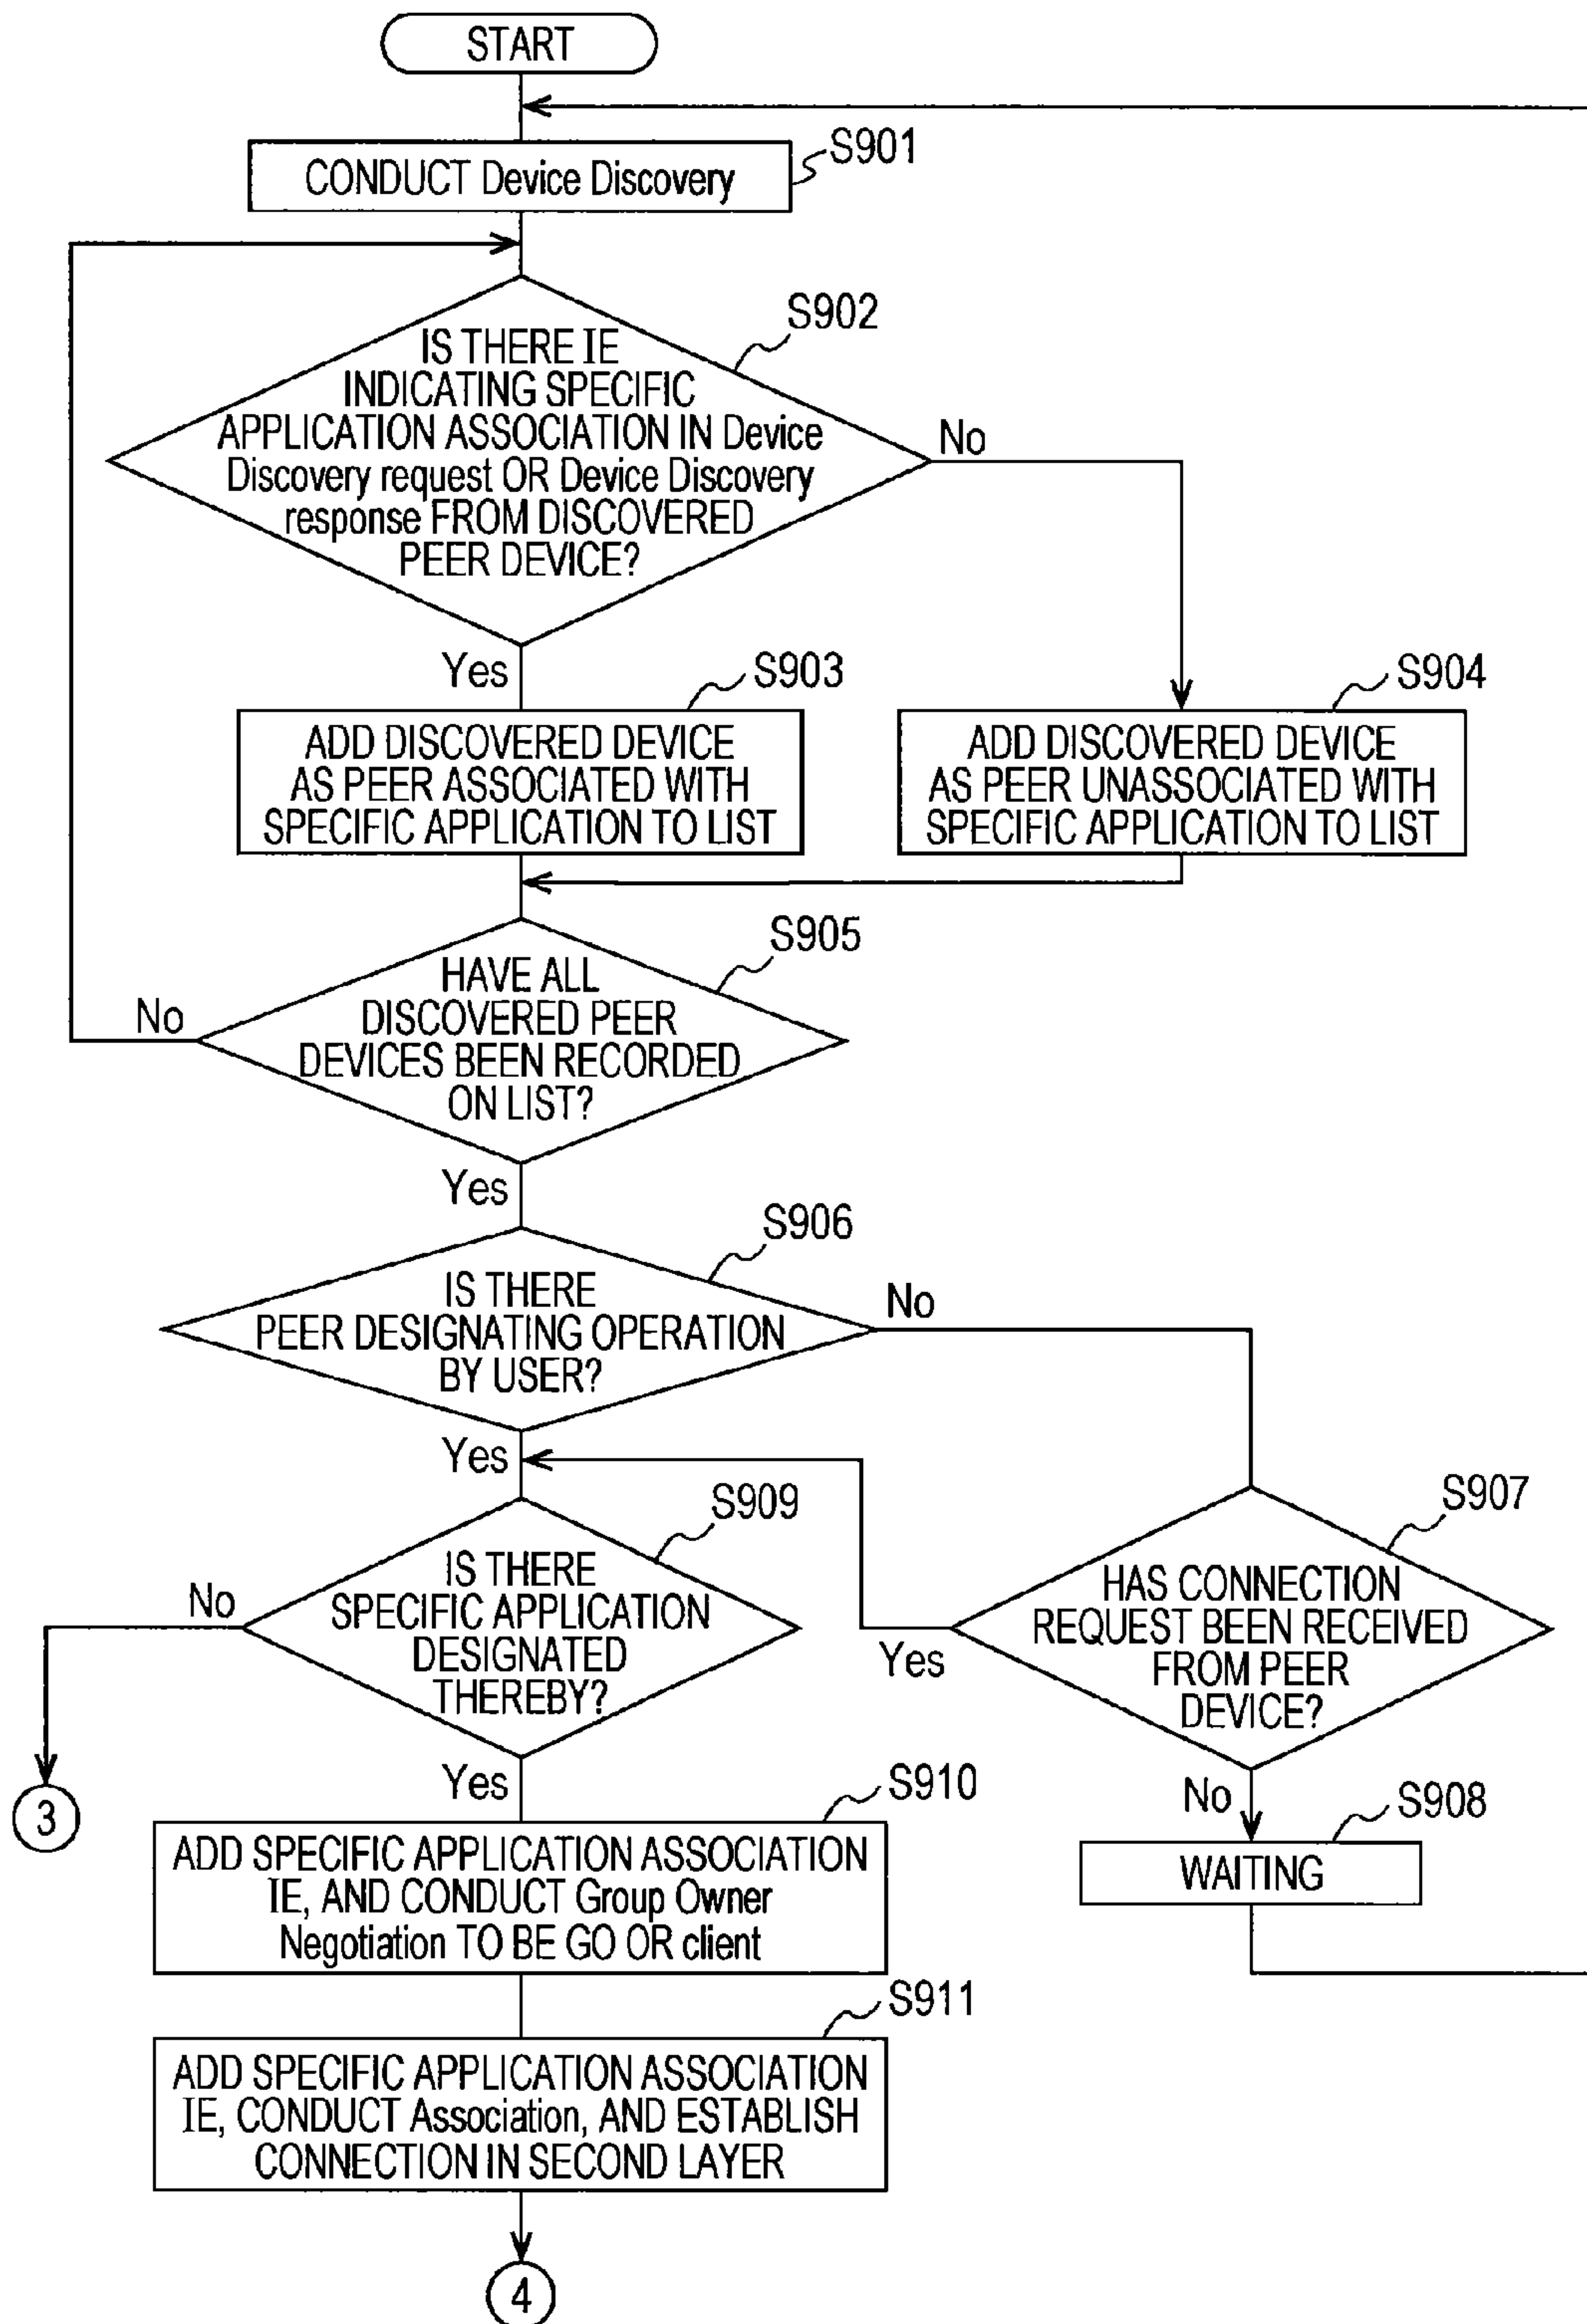 START
S901
CONDUCT Device Discovery
S902
IS THERE IE
INDICATING SPECIFIC
APPLICATION ASSOCIATION IN Device
Discovery request OR Device Discovery
response FROM DISCOVERED
PEER DEVICE?
No
Yes
S903
ADD DISCOVERED DEVICE
AS PEER ASSOCIATED WITH
SPECIFIC APPLICATION TO LIST
S904
ADD DISCOVERED DEVICE
AS PEER UNASSOCIATED WITH
SPECIFIC APPLICATION TO LIST
S905
HAVE ALL
DISCOVERED PEER
DEVICES BEEN RECORDED
ON LIST?
No
Yes
S906
IS THERE
PEER DESIGNATING OPERATION
BY USER?
No
Yes
S907
HAS CONNECTION
REQUEST BEEN RECEIVED
FROM PEER
DEVICE?
Yes
No
S908
WAITING
S909
IS THERE
SPECIFIC APPLICATION
DESIGNATED
THEREBY?
No
3
Yes
S910
ADD SPECIFIC APPLICATION ASSOCIATION
IE, AND CONDUCT Group Owner
Negotiation TO BE GO OR client
S911
ADD SPECIFIC APPLICATION ASSOCIATION
IE, CONDUCT Association, AND ESTABLISH
CONNECTION IN SECOND LAYER
4